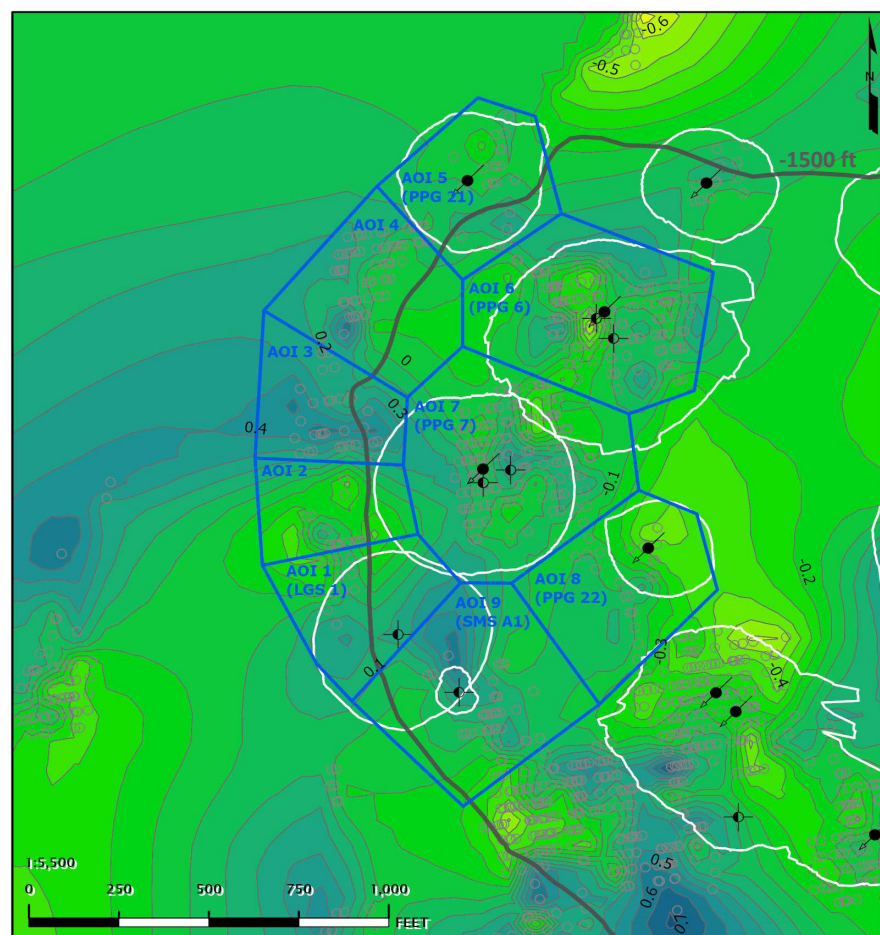 -0.6
-0.5
N
-1500 ft
AOI 5
(PPG 21)
AOI 4
AOI 6
(PPG 6)
0.2
AOI 3
0
0.3
AOI 7
(PPG 7)
0.4
AOI 2
-0.1
-0.2
AOI 1
(LGS 1)
AOI 8
(PPG 22)
AOI 9
(SMS A1)
-0.3
0.1
-0.4
0.5
0.6
0.7
1:5,500
0 250 500 750 1,000
FEET